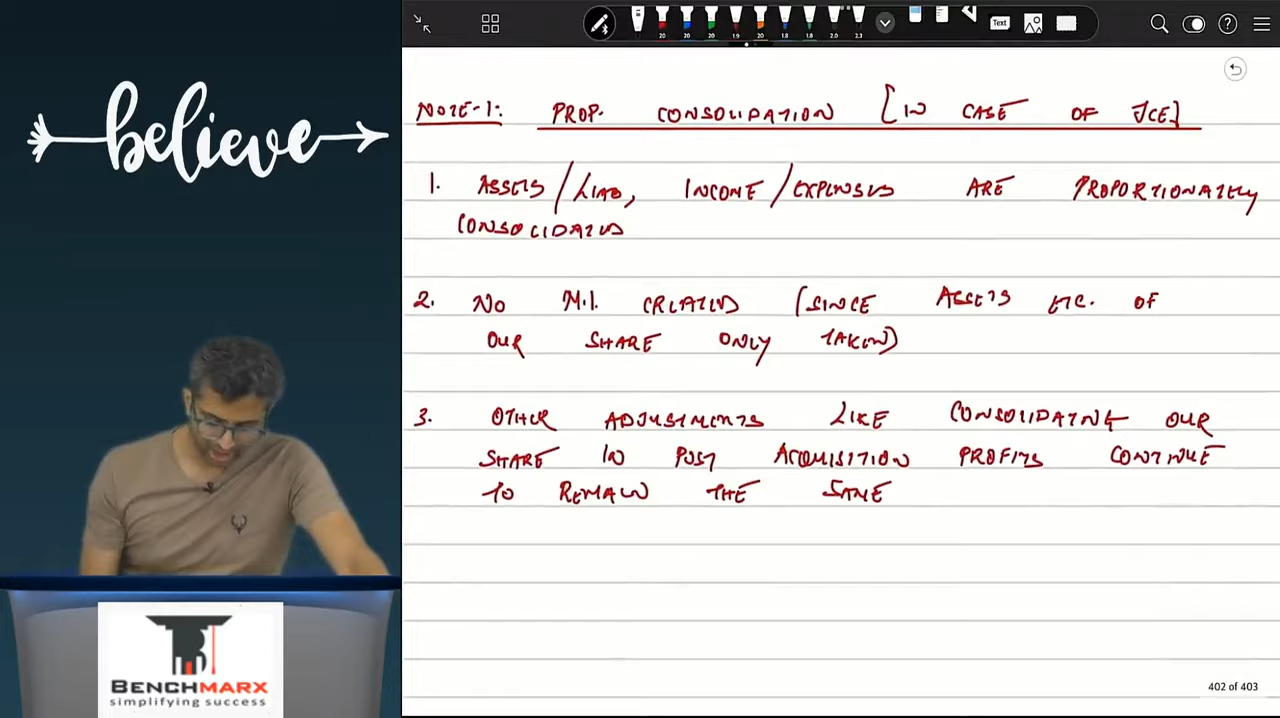 believe
Text
NOTE-1: PROP. CONSOLIDATION [IN CASE OF JCE]
1. ASSETS/LIAB, INCOME/EXPENSES ARE PROPORTIONATELY
CONSOLIDATED
2. NO M.I. CREATED (SINCE ASSETS ETC. OF
OUR SHARE ONLY TAKEN)
3. OTHER ADJUSTMENTS LIKE CONSOLIDATING OUR
SHARE IN POST ACQUISITION PROFITS CONTINUE
TO REMAIN THE SAME
BENCHMARX
simplifying success
402 of 403